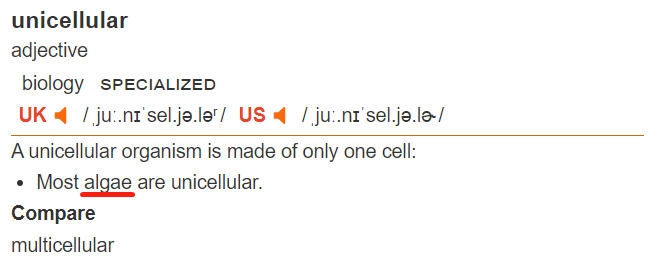 unicellular
adjective
biology SPECIALIZED
UK /ˌjuː.nɪˈsel.jə.ləʳ/ US /ˌjuː.nɪˈsel.jə.lɚ/
A unicellular organism is made of only one cell:
• Most algae are unicellular.
Compare
multicellular